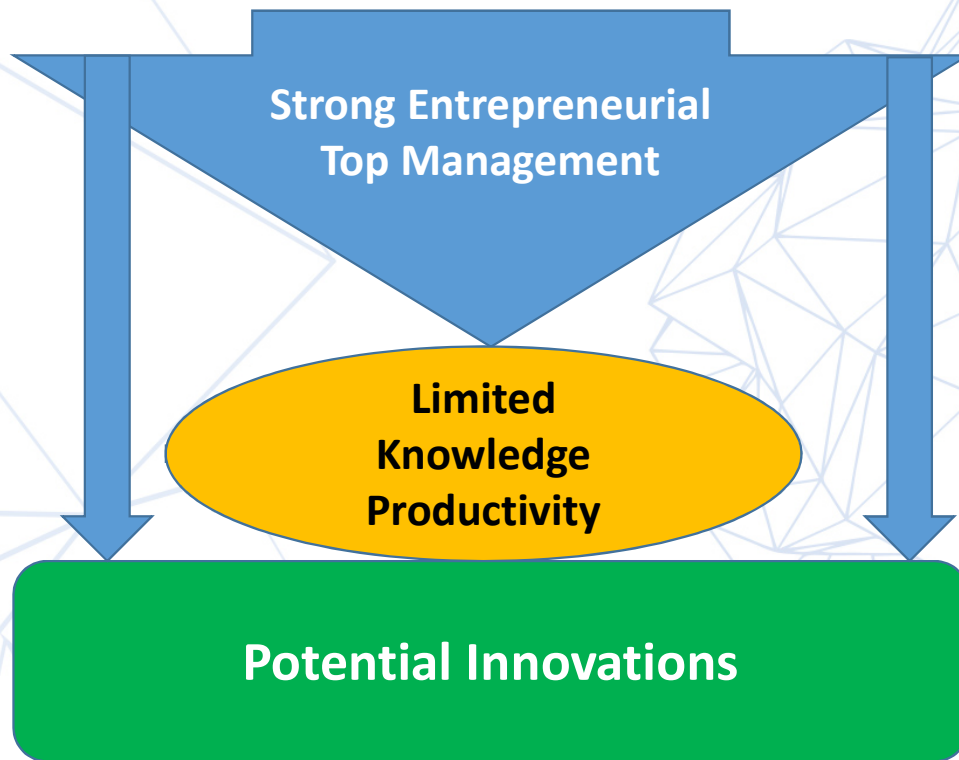 Strong Entrepreneurial
Top Management
Limited
Knowledge
Productivity
Potential Innovations